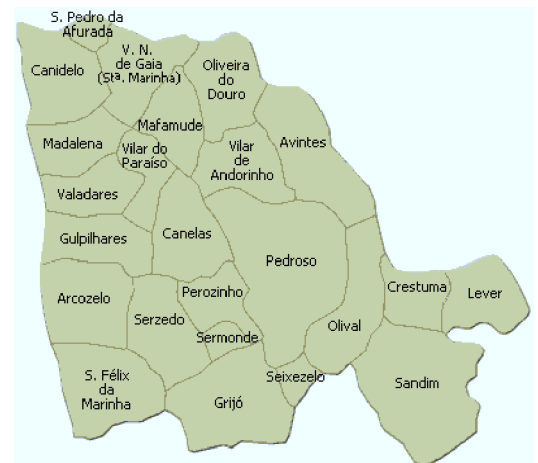 S. Pedro da
Afurada
V. N.
de Gaia
(Stª. Marinha)
Canidelo
Oliveira
do
Douro
Mafamude
Madalena
Vilar do
Paraíso
Vilar
de
Andorinho
Avintes
Valadares
Gulpilhares
Canelas
Pedroso
Arcozelo
Perozinho
Crestuma
Lever
Serzedo
Olival
Sermonde
S. Félix
da
Marinha
Seixezelo
Sandim
Grijó